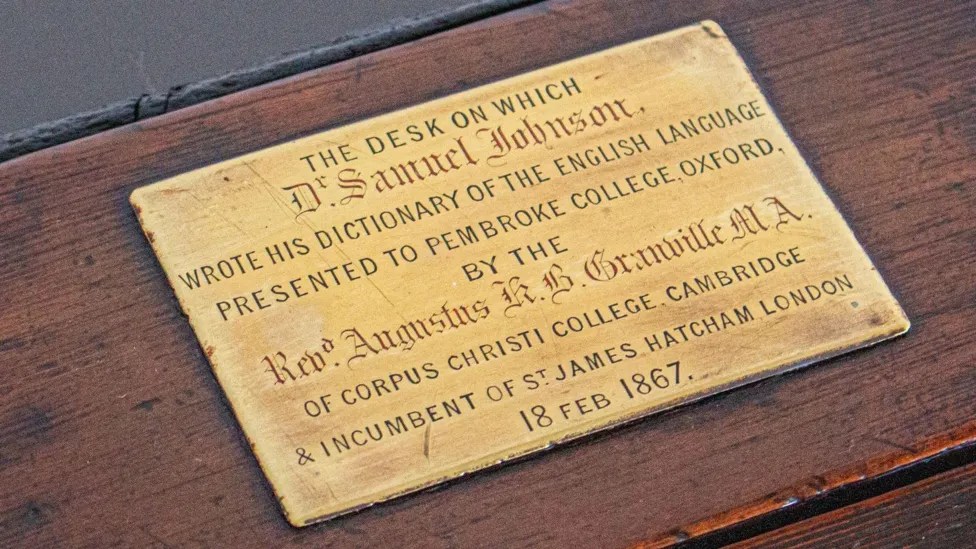 THE DESK ON WHICH
Dr. Samuel Johnson,
WROTE HIS DICTIONARY OF THE ENGLISH LANGUAGE
PRESENTED TO PEMBROKE COLLEGE, OXFORD,
BY THE
Revd. Augustus K. B. Granville M.A.
OF CORPUS CHRISTI COLLEGE. CAMBRIDGE
& INCUMBENT OF ST. JAMES HATCHAM LONDON
18 FEB 1867.